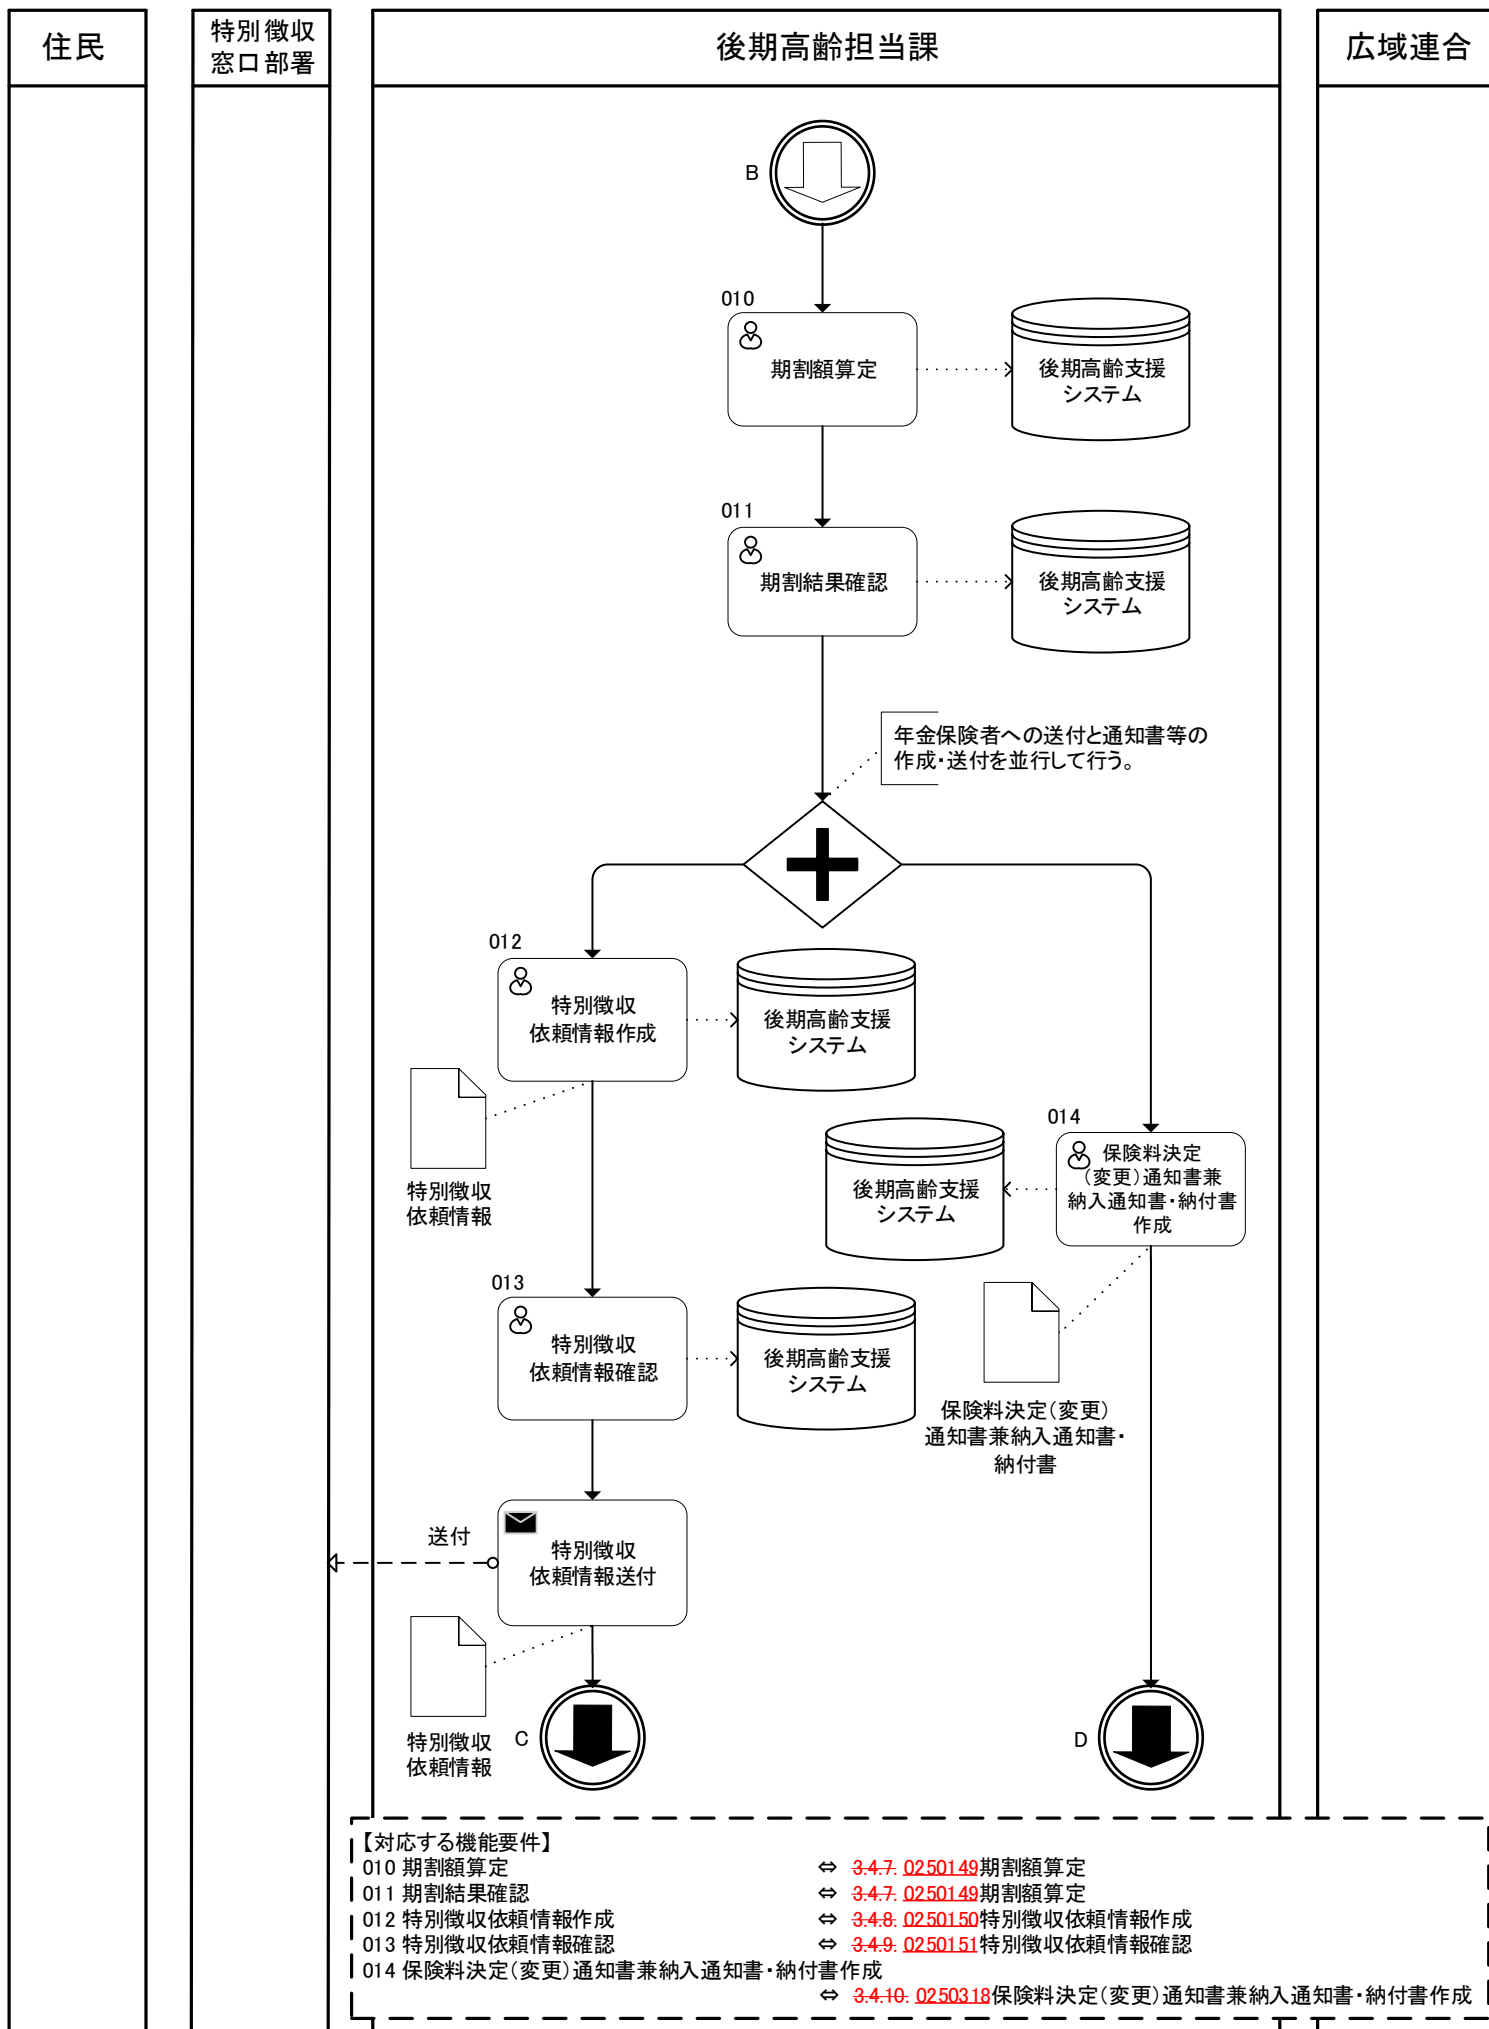 住民
特別徴収
窓口部署
後期高齢担当課
広域連合
B
010
期割額算定
後期高齢支援
システム
011
期割結果確認
後期高齢支援
システム
年金保険者への送付と通知書等の
作成・送付を並行して行う。
012
特別徴収
依頼情報作成
後期高齢支援
システム
特別徴収
依頼情報
014
保険料決定
(変更)通知書兼
納入通知書・納付書
作成
後期高齢支援
システム
013
特別徴収
依頼情報確認
後期高齢支援
システム
保険料決定(変更)
通知書兼納入通知書・
納付書
送付
特別徴収
依頼情報送付
特別徴収
依頼情報
C
D
【対応する機能要件】
010 期割額算定 ⇔ 3.4.7. 0250149期割額算定
011 期割結果確認 ⇔ 3.4.7. 0250149期割額算定
012 特別徴収依頼情報作成 ⇔ 3.4.8. 0250150特別徴収依頼情報作成
013 特別徴収依頼情報確認 ⇔ 3.4.9. 0250151特別徴収依頼情報確認
014 保険料決定(変更)通知書兼納入通知書・納付書作成
⇔ 3.4.10. 0250318保険料決定(変更)通知書兼納入通知書・納付書作成